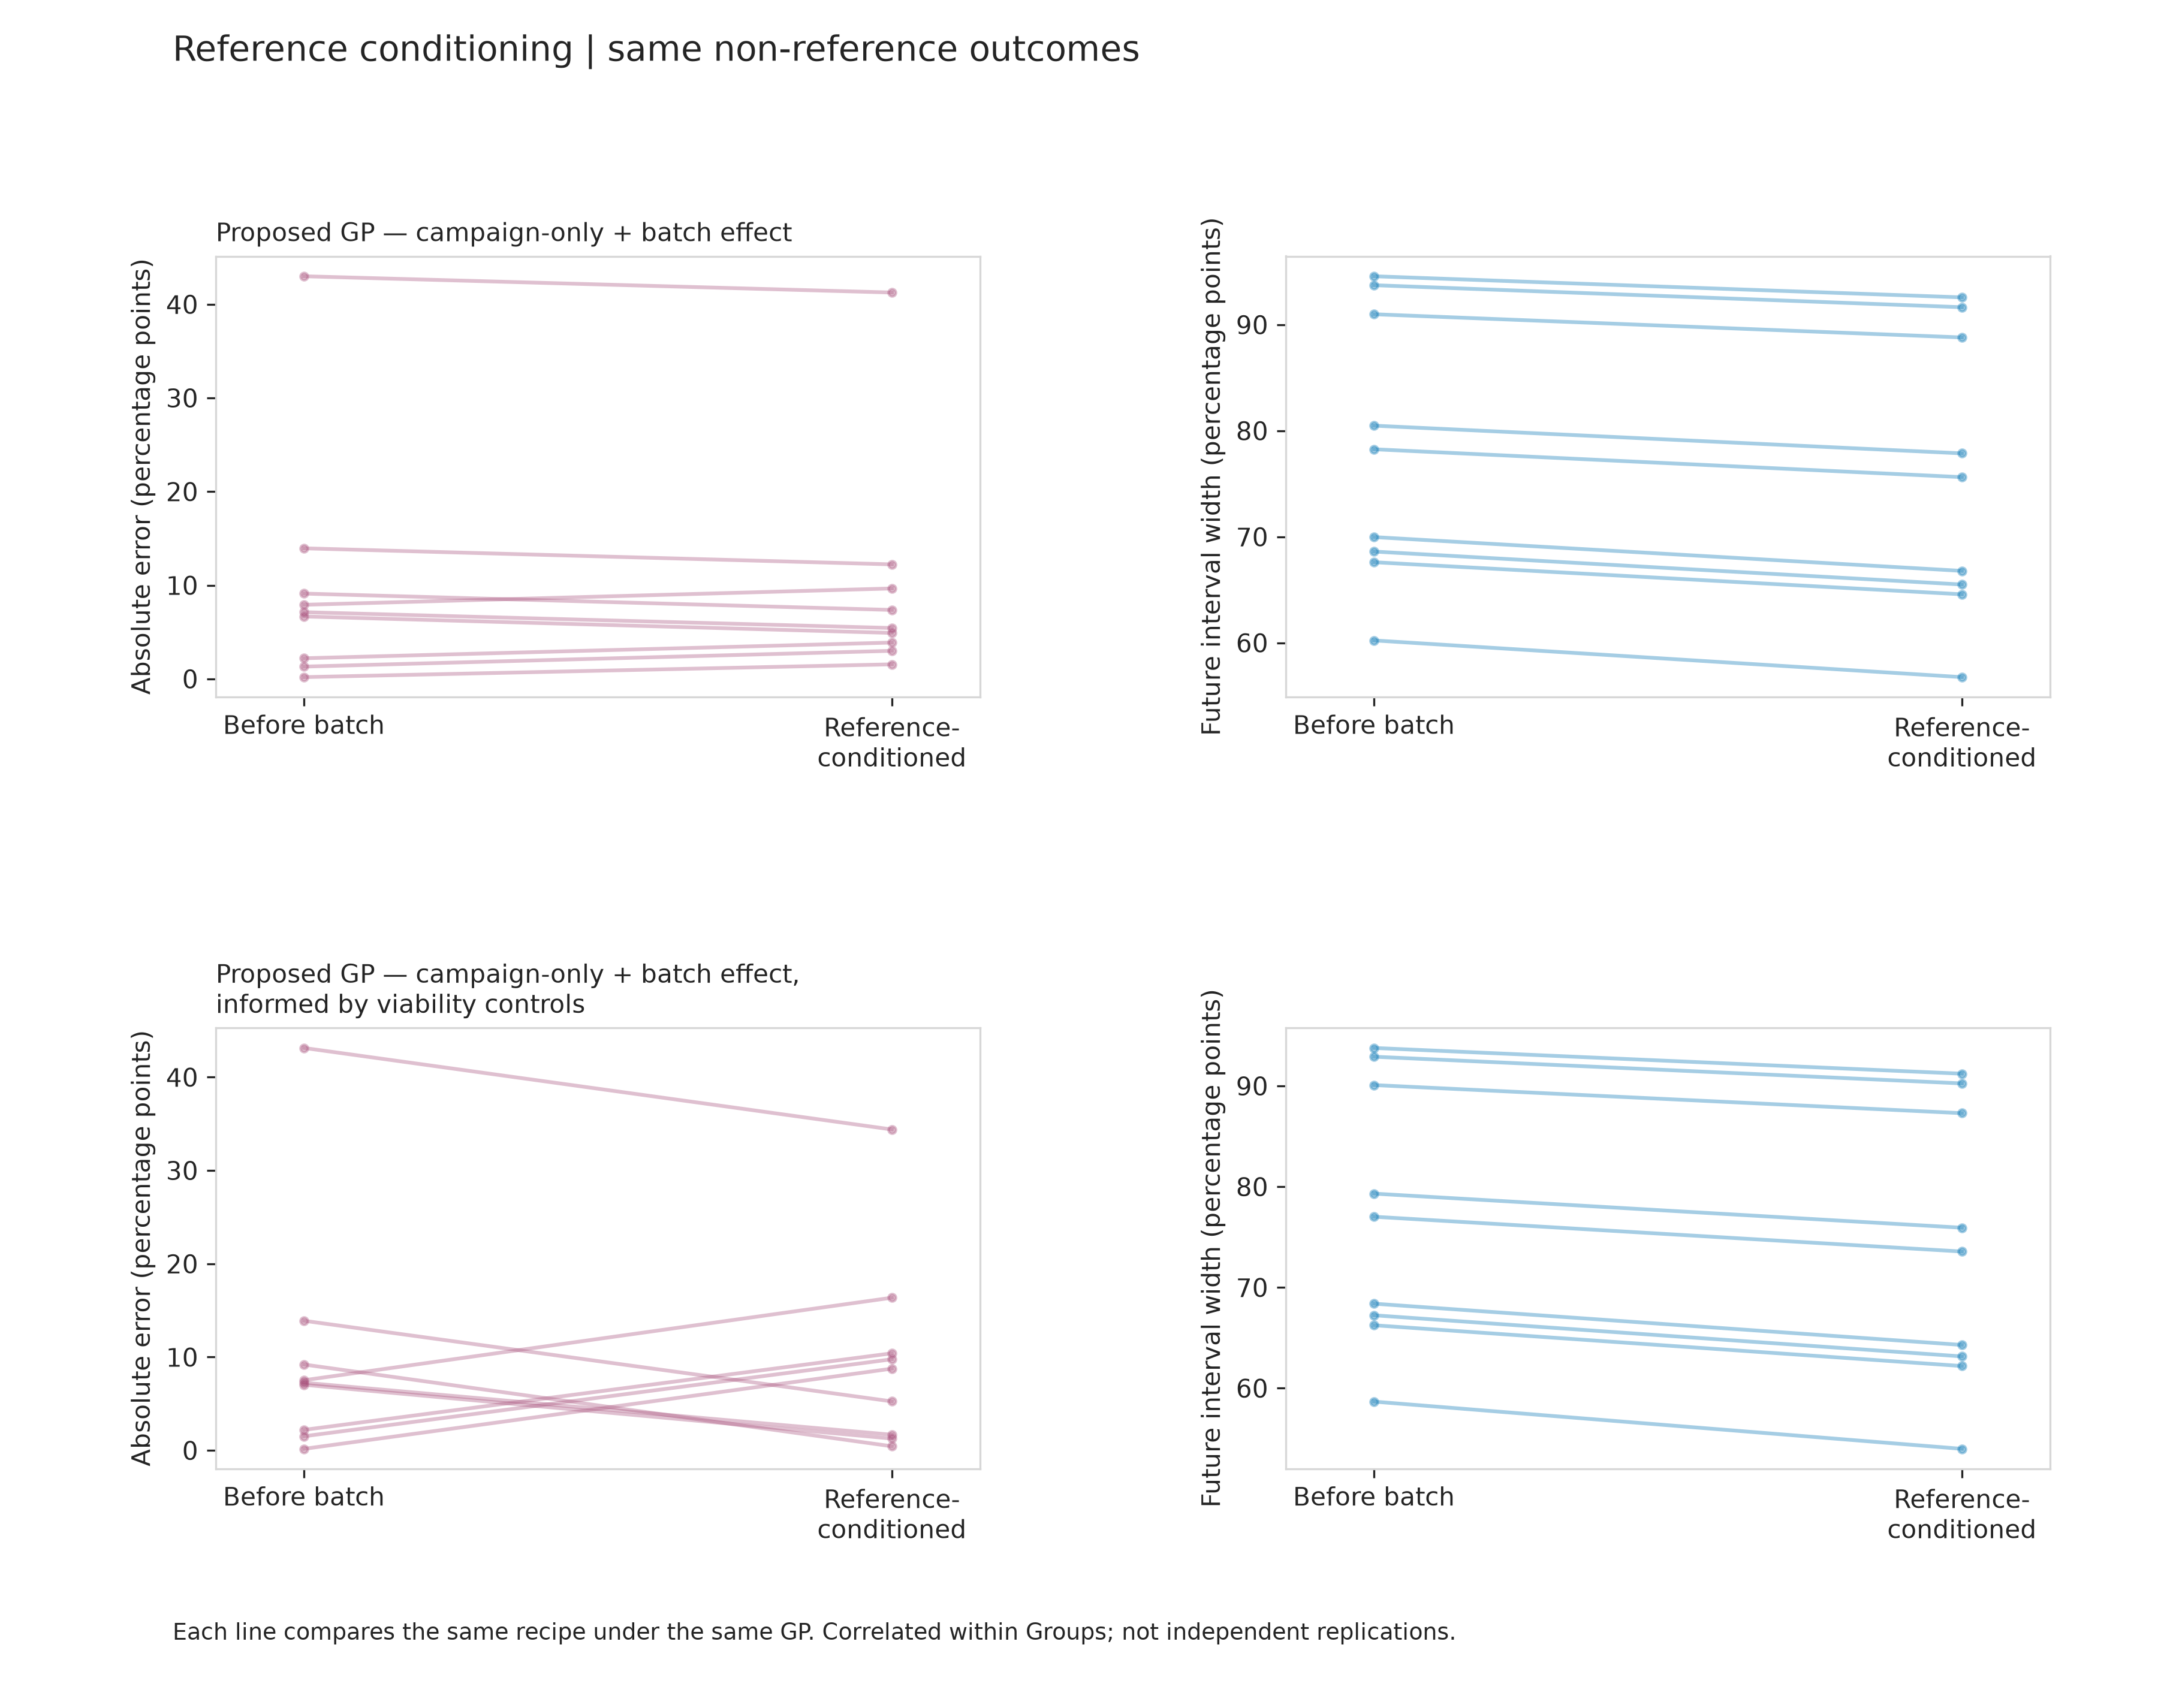 Reference conditioning | same non-reference outcomes
Proposed GP — campaign-only + batch effect
Absolute error (percentage points)
40
30
20
10
0
Before batch
Reference-
conditioned
Future interval width (percentage points)
90
80
70
60
Before batch
Reference-
conditioned
Proposed GP — campaign-only + batch effect,
informed by viability controls
Absolute error (percentage points)
40
30
20
10
0
Before batch
Reference-
conditioned
Future interval width (percentage points)
90
80
70
60
Before batch
Reference-
conditioned
Each line compares the same recipe under the same GP. Correlated within Groups; not independent replications.